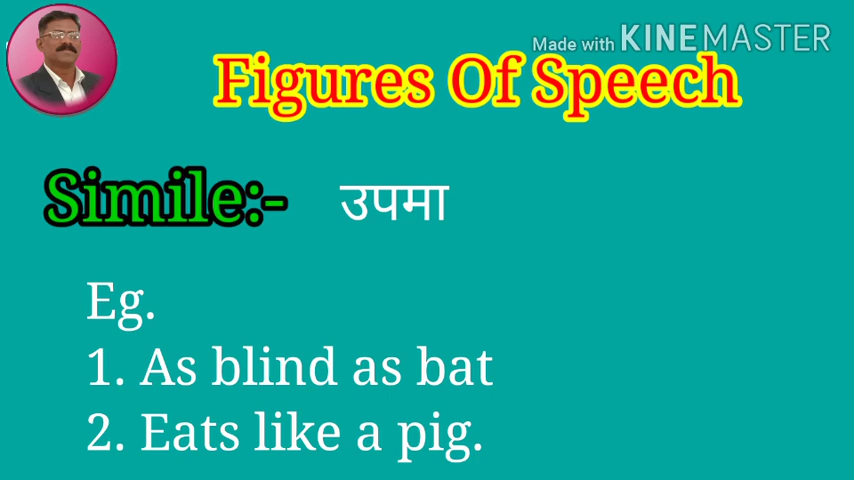 Made with KINEMASTER
Figures Of Speech
Simile:- उपमा
Eg.
1. As blind as bat
2. Eats like a pig.